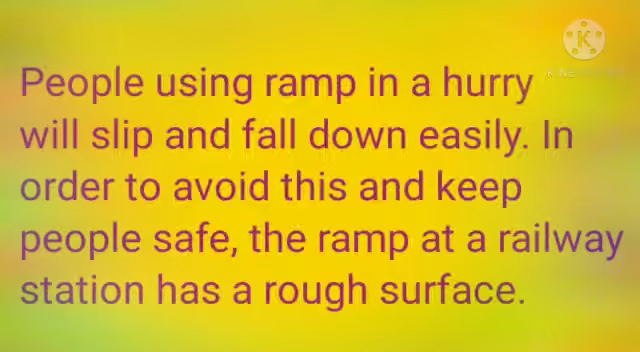 K
People using ramp in a hurry
will slip and fall down easily. In
order to avoid this and keep
people safe, the ramp at a railway
station has a rough surface.